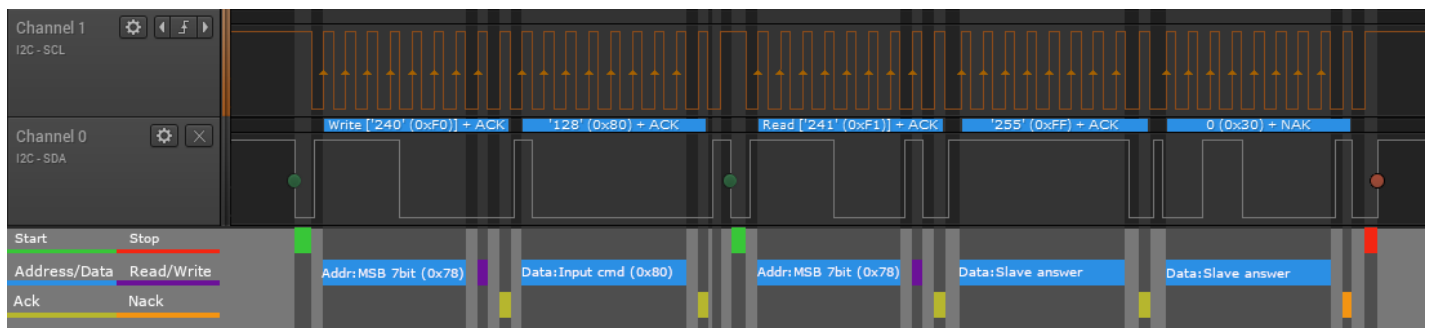 Channel 1
I2C - SCL
Write ['240' (0xF0)] + ACK
'128' (0x80) + ACK
Read ['241' (0xF1)] + ACK
'255' (0xFF) + ACK
0 (0x30) + NAK
Channel 0
I2C - SDA
Start Stop
Address/Data Read/Write
Ack Nack
Addr:MSB 7bit (0x78)
Data:Input cmd (0x80)
Addr:MSB 7bit (0x78)
Data:Slave answer
Data:Slave answer